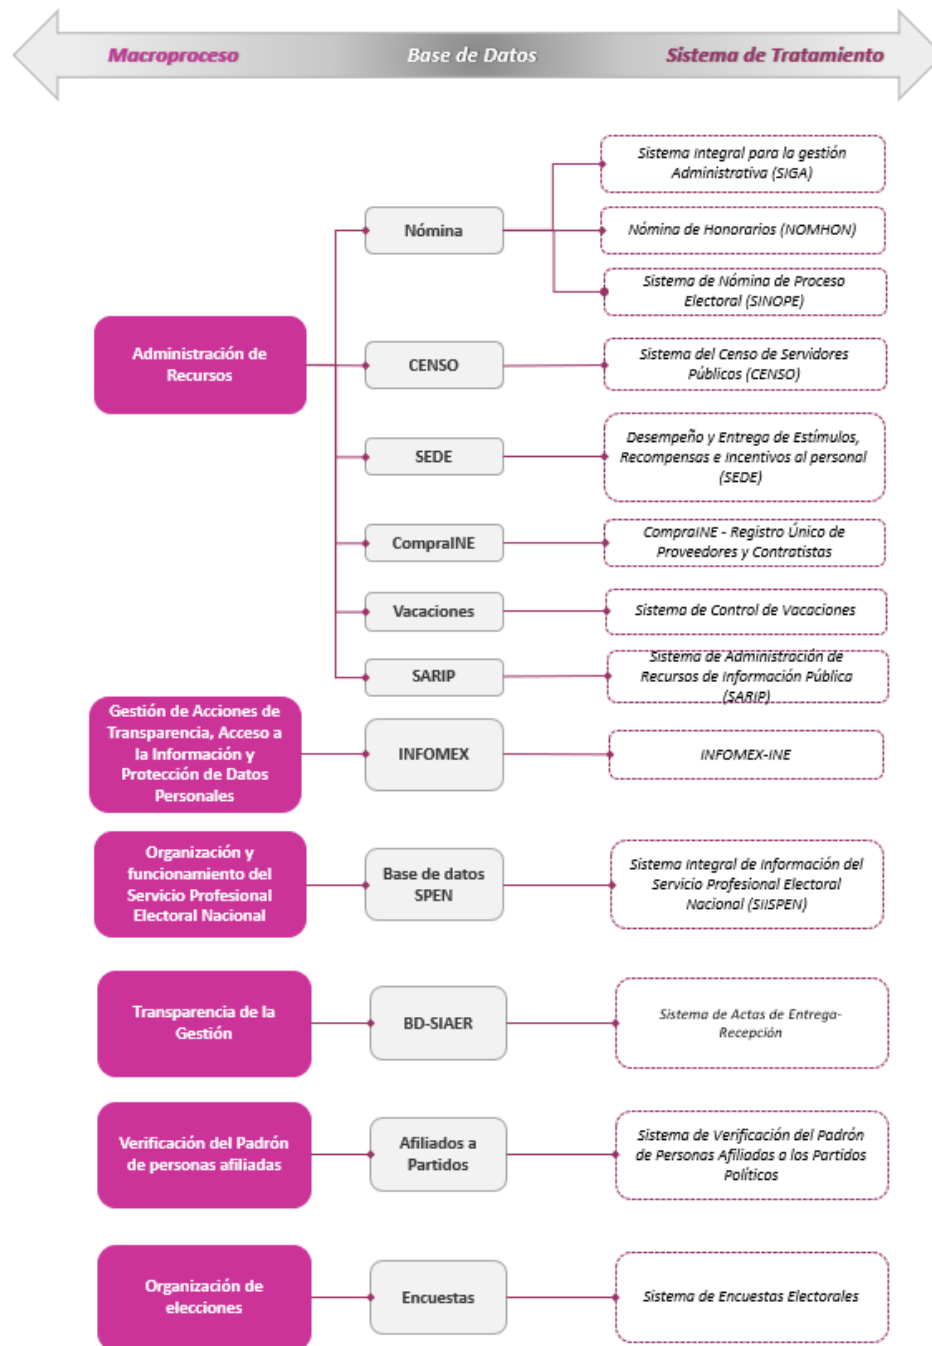 Macroproceso
Base de Datos
Sistema de Tratamiento
Administración de
Recursos
Nómina
Sistema Integral para la gestión
Administrativa (SIGA)
Nómina de Honorarios (NOMHON)
Sistema de Nómina de Proceso
Electoral (SINOPE)
CENSO
Sistema del Censo de Servidores
Públicos (CENSO)
SEDE
Desempeño y Entrega de Estímulos,
Recompensas e Incentivos al personal
(SEDE)
CompraINE
CompraINE - Registro Único de
Proveedores y Contratistas
Vacaciones
Sistema de Control de Vacaciones
SARIP
Sistema de Administración de
Recursos de Información Pública
(SARIP)
Gestión de Acciones de
Transparencia, Acceso a
la Información y
Protección de Datos
Personales
INFOMEX
INFOMEX-INE
Organización y
funcionamiento del
Servicio Profesional
Electoral Nacional
Base de datos
SPEN
Sistema Integral de Información del
Servicio Profesional Electoral
Nacional (SIISPEN)
Transparencia de la
Gestión
BD-SIAER
Sistema de Actas de Entrega-
Recepción
Verificación del Padrón
de personas afiliadas
Afiliados a
Partidos
Sistema de Verificación del Padrón
de Personas Afiliadas a los Partidos
Políticos
Organización de
elecciones
Encuestas
Sistema de Encuestas Electorales